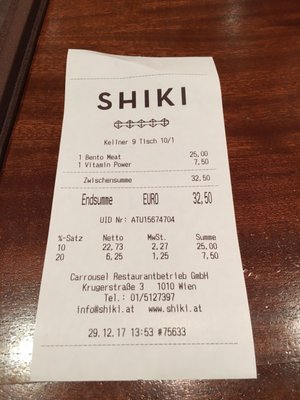 SHIKI
Kellner 9 Tisch 10/1
1 Bento Meat 25,00
1 Vitamin Power 7,50
Zwischensumme 32,50
Endsumme EURO 32,50
UID Nr: ATU15674704
%-Satz Netto MwSt. Summe
10 22,73 2,27 25,00
20 6,25 1,25 7,50
Carrousel Restaurantbetrieb GmbH
Krugerstraße 3 1010 Wien
Tel.: 01/5127397
info@shiki.at www.shiki.at
29.12.17 13:53 #75633